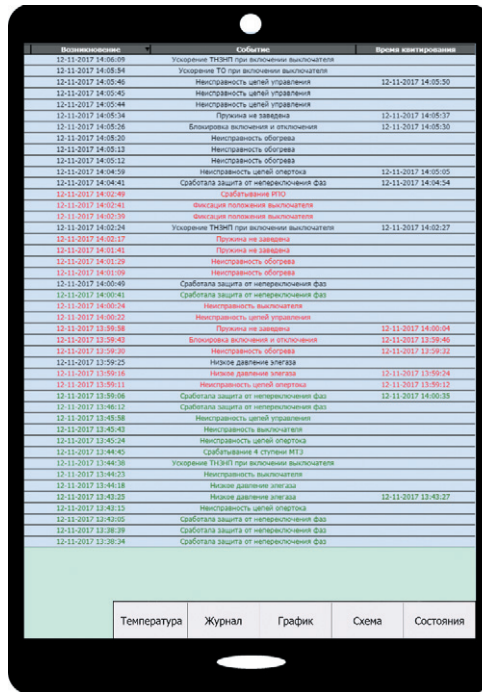 Возникновение Событие Время квитирования
12-11-2017 14:06:09 Ускорение ТНЗНП при включении выключателя
12-11-2017 14:05:54 Ускорение ТО при включении выключателя
12-11-2017 14:05:46 Неисправность цепей управления 12-11-2017 14:05:50
12-11-2017 14:05:45 Неисправность цепей управления
12-11-2017 14:05:44 Неисправность цепей управления
12-11-2017 14:05:34 Пружина не заведена 12-11-2017 14:05:37
12-11-2017 14:05:26 Блокировка включения и отключения 12-11-2017 14:05:30
12-11-2017 14:05:20 Неисправность обогрева
12-11-2017 14:05:13 Неисправность обогрева
12-11-2017 14:05:12 Неисправность обогрева
12-11-2017 14:04:59 Неисправность цепей опертока 12-11-2017 14:05:05
12-11-2017 14:04:41 Сработала защита от непереключения фаз 12-11-2017 14:04:54
12-11-2017 14:02:49 Срабатывание РПО
12-11-2017 14:02:41 Фиксация положения выключателя
12-11-2017 14:02:39 Фиксация положения выключателя
12-11-2017 14:02:24 Ускорение ТНЗНП при включении выключателя 12-11-2017 14:02:27
12-11-2017 14:02:17 Пружина не заведена
12-11-2017 14:01:41 Пружина не заведена
12-11-2017 14:01:29 Неисправность обогрева
12-11-2017 14:01:09 Неисправность обогрева
12-11-2017 14:00:49 Сработала защита от непереключения фаз
12-11-2017 14:00:41 Сработала защита от непереключения фаз
12-11-2017 14:00:24 Неисправность выключателя
12-11-2017 14:00:22 Неисправность цепей управления
12-11-2017 13:59:58 Пружина не заведена 12-11-2017 14:00:04
12-11-2017 13:59:43 Блокировка включения и отключения 12-11-2017 13:59:46
12-11-2017 13:59:30 Неисправность обогрева 12-11-2017 13:59:32
12-11-2017 13:59:25 Низкое давление элегаза
12-11-2017 13:59:16 Низкое давление элегаза 12-11-2017 13:59:24
12-11-2017 13:59:11 Неисправность цепей опертока 12-11-2017 13:59:12
12-11-2017 13:59:06 Сработала защита от непереключения фаз 12-11-2017 14:00:35
12-11-2017 13:46:12 Сработала защита от непереключения фаз
12-11-2017 13:45:58 Неисправность цепей управления
12-11-2017 13:45:43 Неисправность выключателя
12-11-2017 13:45:24 Неисправность цепей опертока
12-11-2017 13:44:45 Срабатывание 4 ступени МТЗ
12-11-2017 13:44:38 Ускорение ТНЗНП при включении выключателя
12-11-2017 13:44:23 Неисправность выключателя
12-11-2017 13:44:18 Низкое давление элегаза
12-11-2017 13:43:25 Низкое давление элегаза 12-11-2017 13:43:27
12-11-2017 13:43:15 Неисправность цепей опертока
12-11-2017 13:43:05 Сработала защита от непереключения фаз
12-11-2017 13:38:39 Сработала защита от непереключения фаз
12-11-2017 13:38:34 Сработала защита от непереключения фаз
Температура Журнал График Схема Состояния